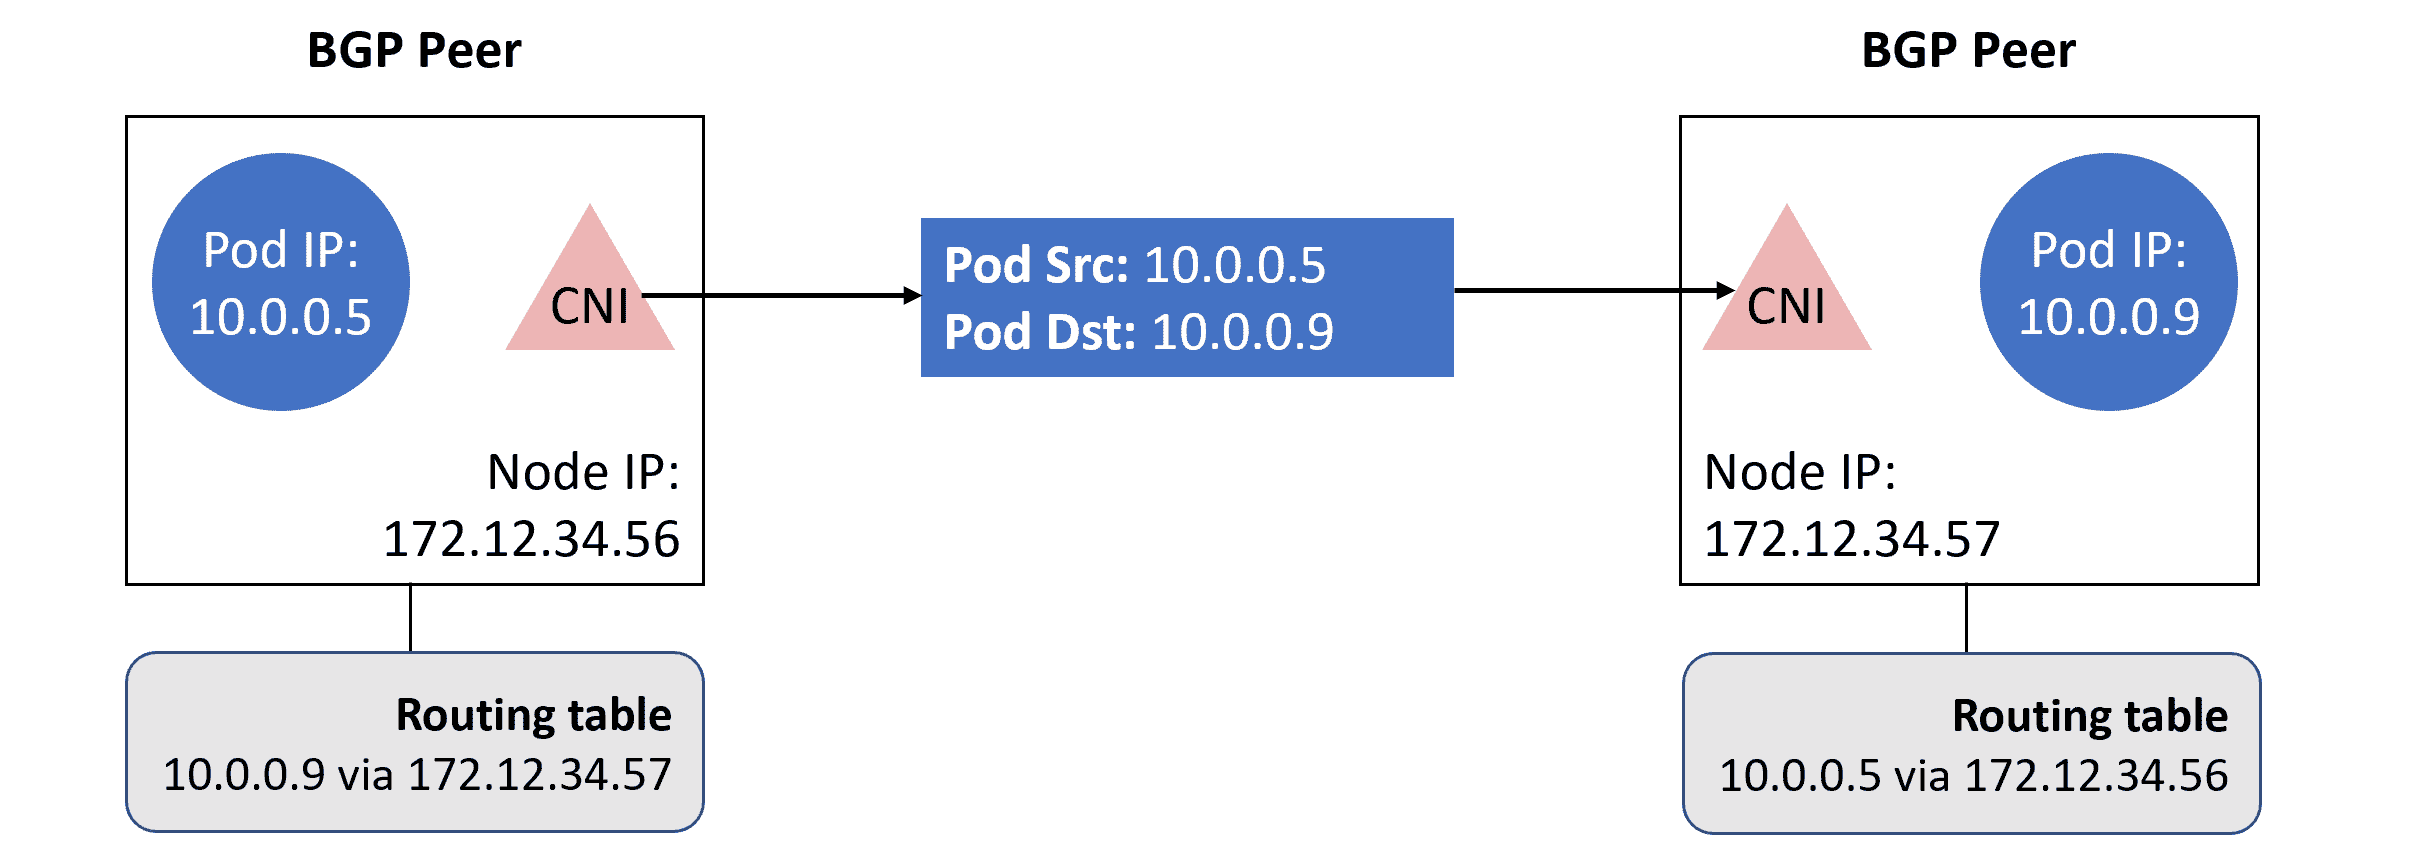 BGP Peer
Pod IP:
10.0.0.5
CNI
Node IP:
172.12.34.56
Routing table
10.0.0.9 via 172.12.34.57
Pod Src: 10.0.0.5
Pod Dst: 10.0.0.9
BGP Peer
CNI
Pod IP:
10.0.0.9
Node IP:
172.12.34.57
Routing table
10.0.0.5 via 172.12.34.56